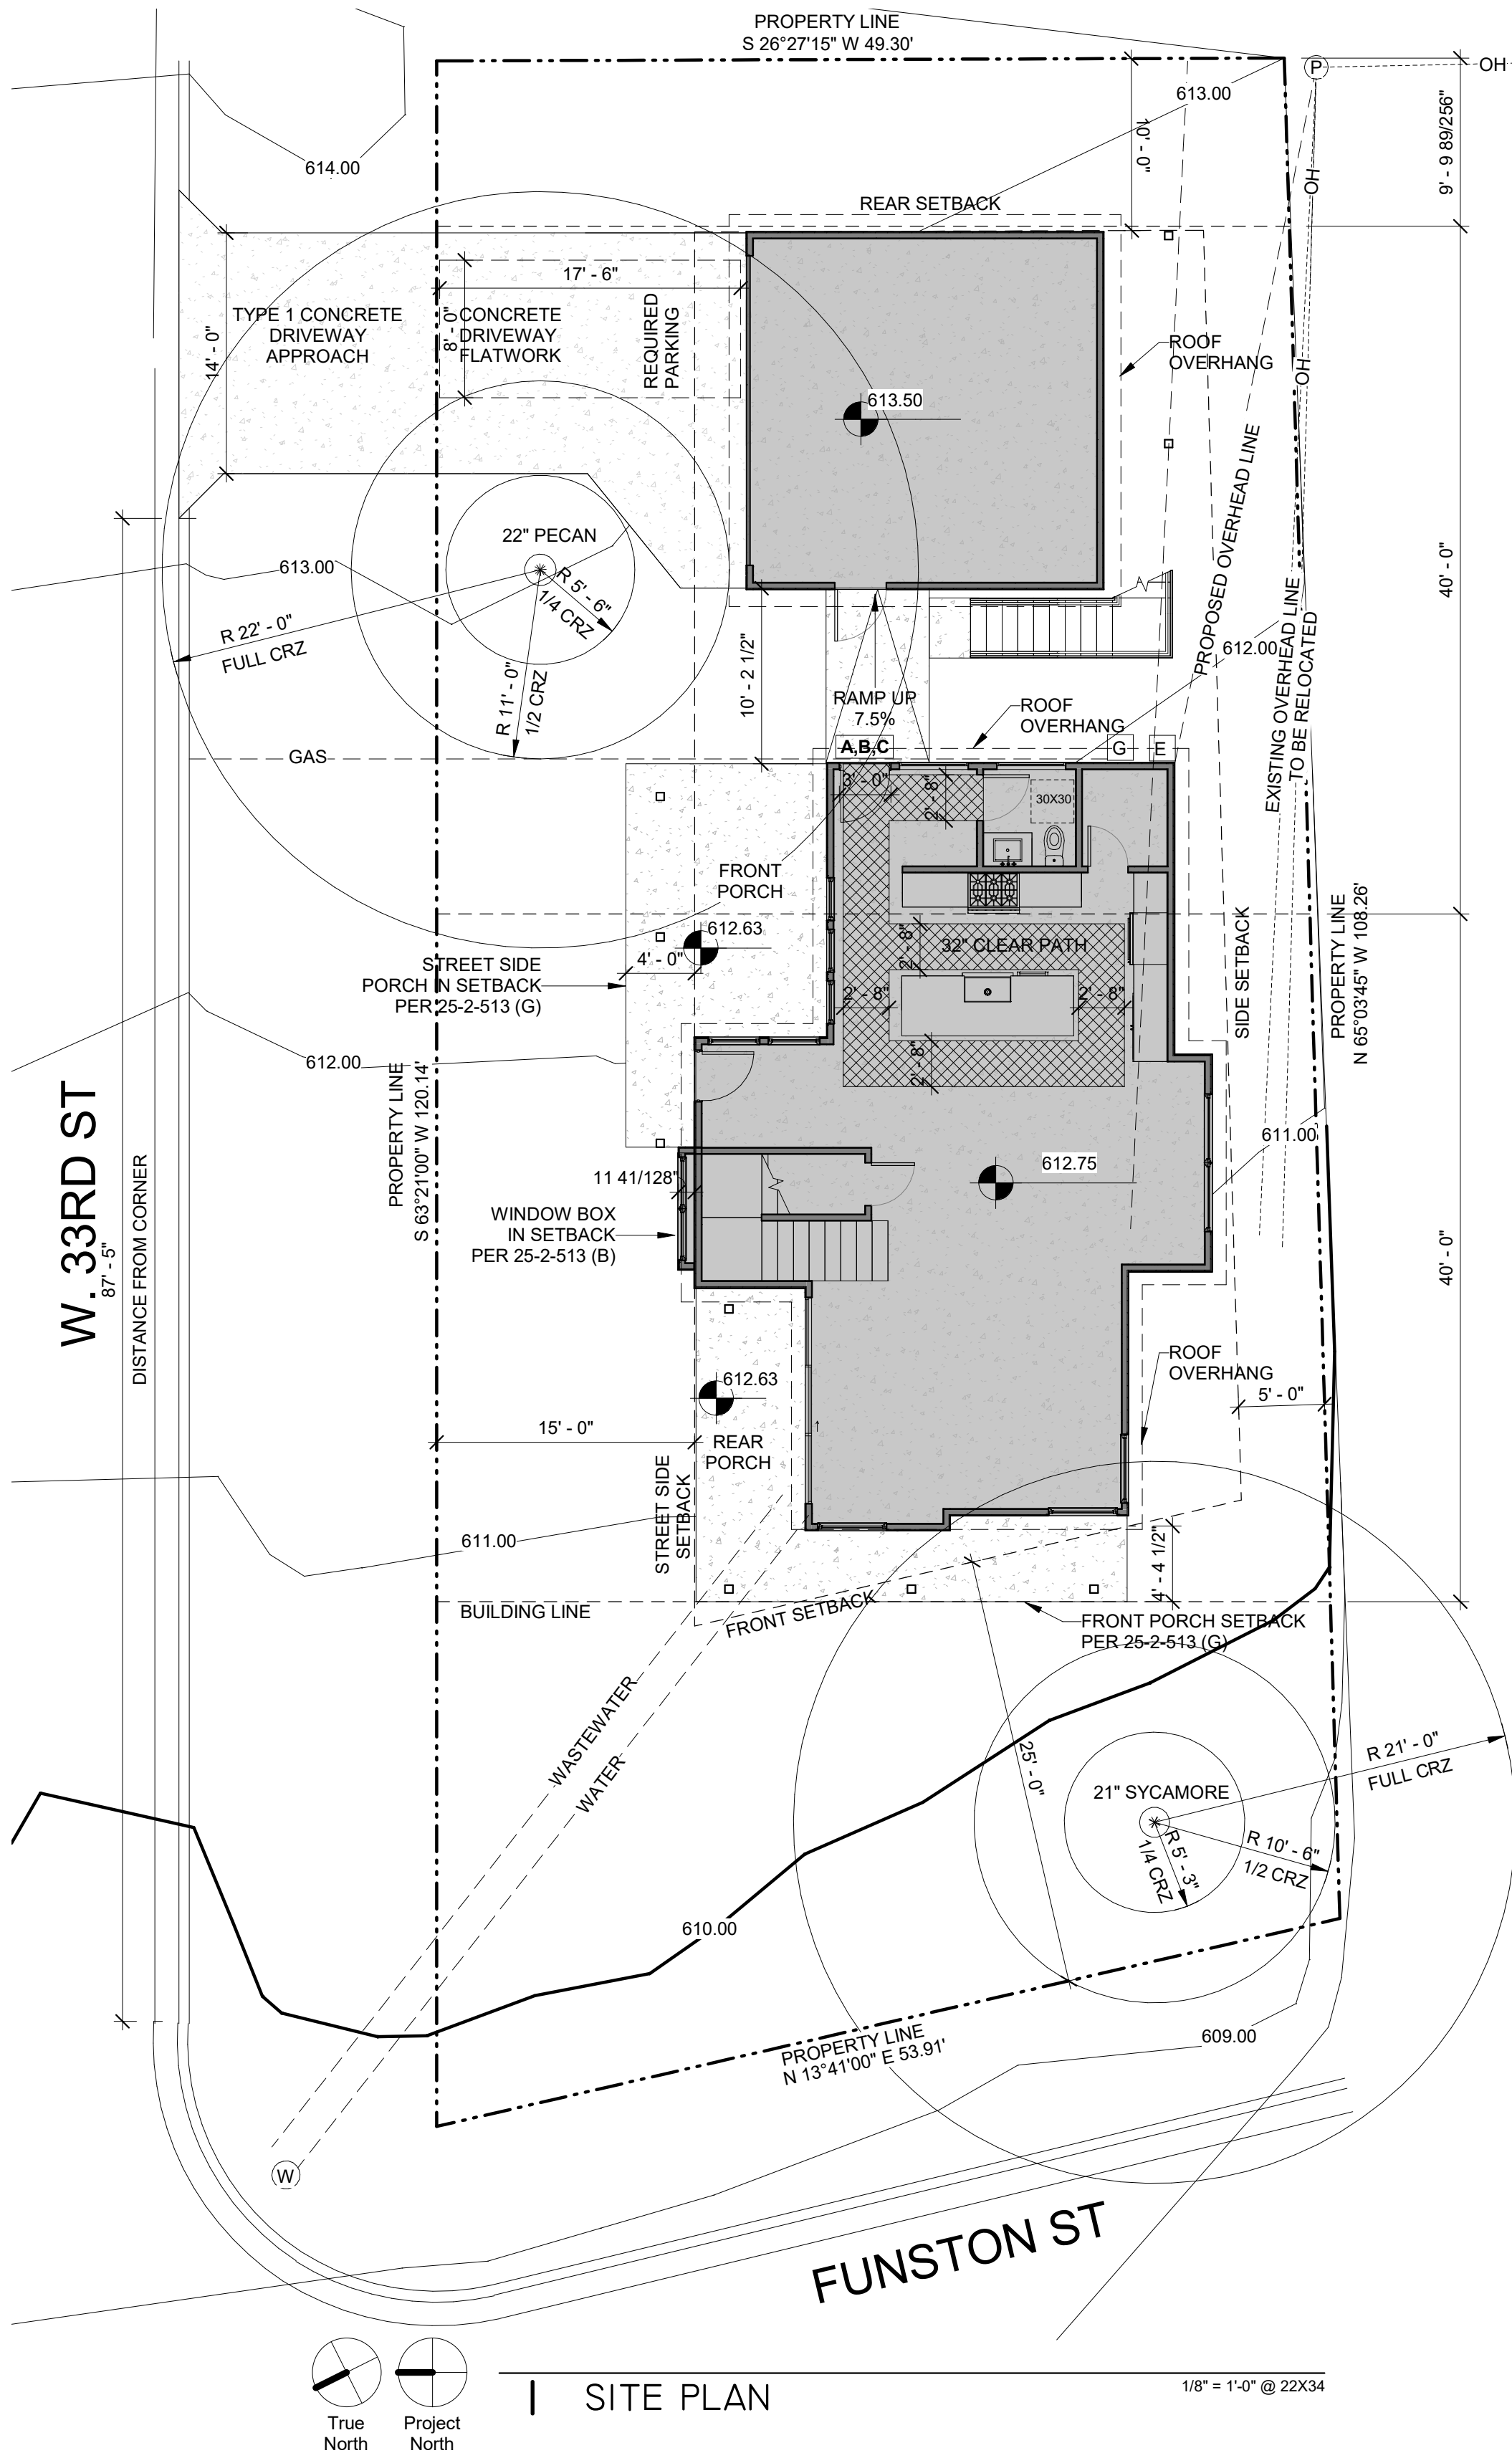 PROPERTY LINE
S 26°27'15" W 49.30'
P
OH
613.00
10' - 0"
9' - 9 89/256"
OH
614.00
REAR SETBACK
17' - 6"
TYPE 1 CONCRETE
DRIVEWAY
APPROACH
14' - 0"
8' - 0"
CONCRETE
DRIVEWAY
FLATWORK
REQUIRED
PARKING
ROOF
OVERHANG
OH
613.50
PROPOSED OVERHEAD LINE
22" PECAN
613.00
R 5' - 6"
1/4 CRZ
R 22' - 0"
FULL CRZ
R 11' - 0"
1/2 CRZ
10' - 2 1/2"
40' - 0"
612.00
EXISTING OVERHEAD LINE
TO BE RELOCATED
RAMP UP
7.5%
ROOF
OVERHANG
A,B,C
G
E
GAS
3' - 0"
2' - 8"
30X30
FRONT
PORCH
612.63
4' - 0"
STREET SIDE
PORCH IN SETBACK
PER 25-2-513 (G)
2' - 8"
32" CLEAR PATH
2' - 8"
2' - 8"
2' - 8"
SIDE SETBACK
PROPERTY LINE
N 65°03'45" W 108.26'
612.00
PROPERTY LINE
S 63°21'00" W 120.14'
W. 33RD ST
87' - 5"
DISTANCE FROM CORNER
611.00
612.75
11 41/128"
WINDOW BOX
IN SETBACK
PER 25-2-513 (B)
40' - 0"
612.63
ROOF
OVERHANG
5' - 0"
15' - 0"
REAR
PORCH
STREET SIDE
SETBACK
611.00
4' - 4 1/2"
BUILDING LINE
FRONT SETBACK
FRONT PORCH SETBACK
PER 25-2-513 (G)
WASTEWATER
WATER
25' - 0"
21" SYCAMORE
R 21' - 0"
FULL CRZ
R 10' - 6"
1/2 CRZ
R 5' - 3"
1/4 CRZ
610.00
PROPERTY LINE
N 13°41'00" E 53.91'
609.00
W
FUNSTON ST
True
North
Project
North
1 SITE PLAN
1/8" = 1'-0" @ 22X34